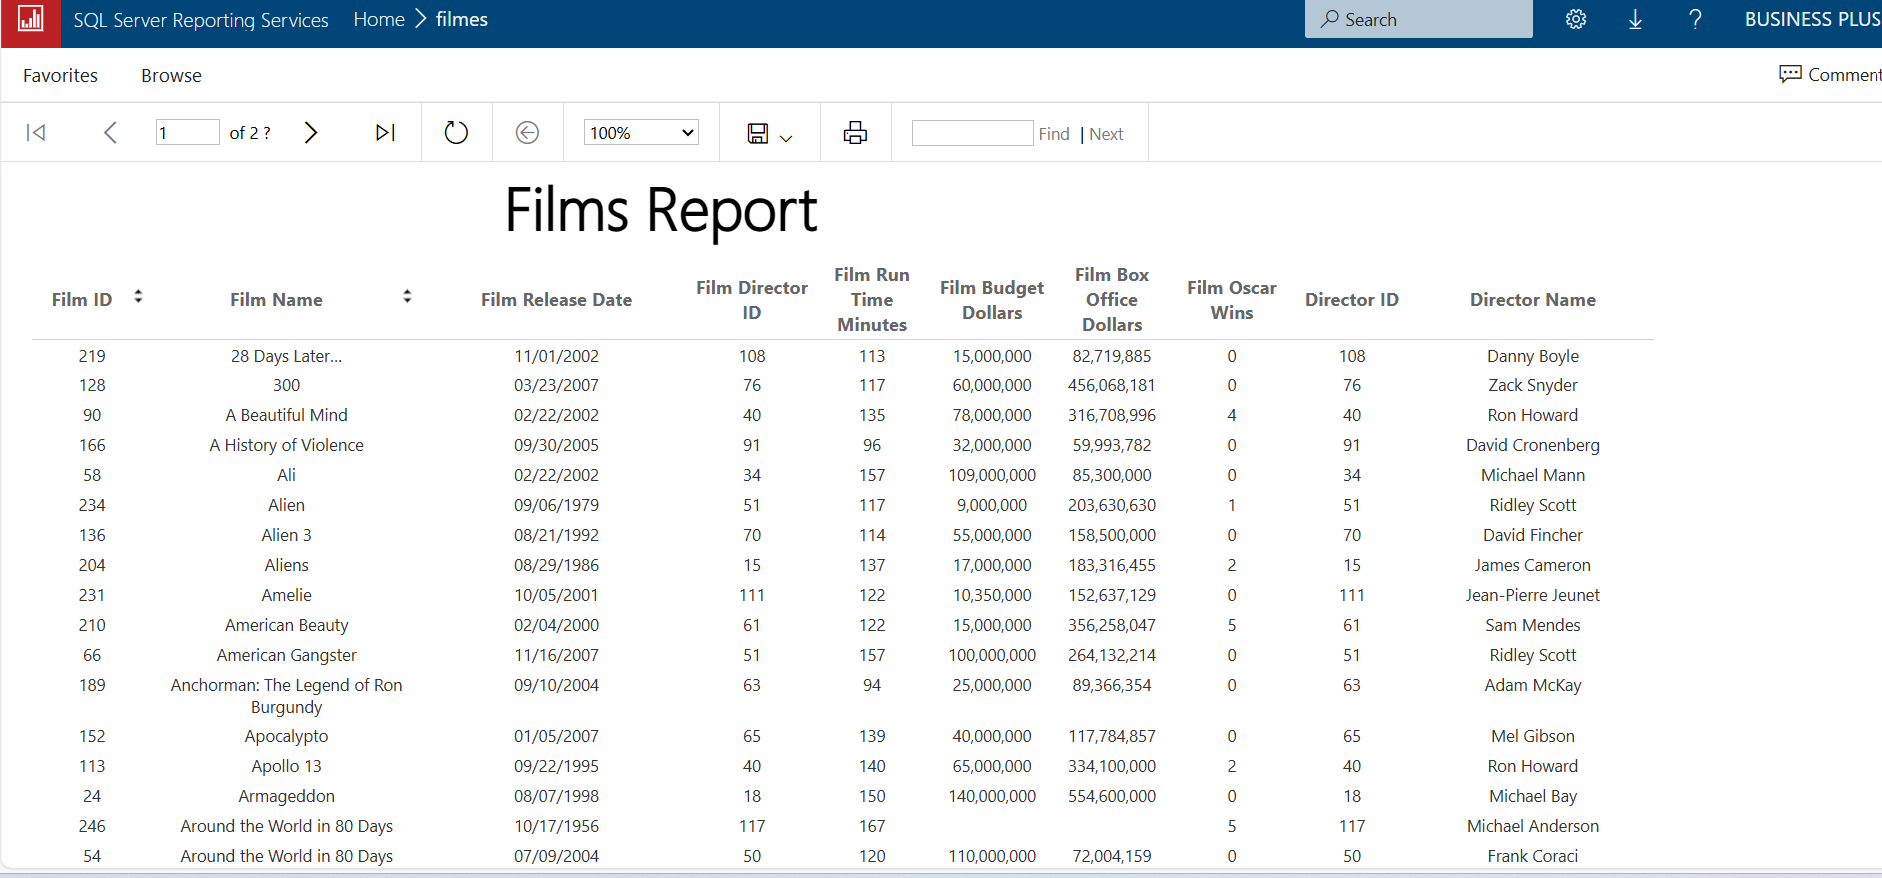 SQL Server Reporting Services Home > filmes Search ? BUSINESS PLUS
Favorites Browse Comment
1 of 2 ? 100% Find | Next
Films Report
Film ID Film Name Film Release Date Film Director ID Film Run Time Minutes Film Budget Dollars Film Box Office Dollars Film Oscar Wins Director ID Director Name
219 28 Days Later... 11/01/2002 108 113 15,000,000 82,719,885 0 108 Danny Boyle
128 300 03/23/2007 76 117 60,000,000 456,068,181 0 76 Zack Snyder
90 A Beautiful Mind 02/22/2002 40 135 78,000,000 316,708,996 4 40 Ron Howard
166 A History of Violence 09/30/2005 91 96 32,000,000 59,993,782 0 91 David Cronenberg
58 Ali 02/22/2002 34 157 109,000,000 85,300,000 0 34 Michael Mann
234 Alien 09/06/1979 51 117 9,000,000 203,630,630 1 51 Ridley Scott
136 Alien 3 08/21/1992 70 114 55,000,000 158,500,000 0 70 David Fincher
204 Aliens 08/29/1986 15 137 17,000,000 183,316,455 2 15 James Cameron
231 Amelie 10/05/2001 111 122 10,350,000 152,637,129 0 111 Jean-Pierre Jeunet
210 American Beauty 02/04/2000 61 122 15,000,000 356,258,047 5 61 Sam Mendes
66 American Gangster 11/16/2007 51 157 100,000,000 264,132,214 0 51 Ridley Scott
189 Anchorman: The Legend of Ron Burgundy 09/10/2004 63 94 25,000,000 89,366,354 0 63 Adam McKay
152 Apocalypto 01/05/2007 65 139 40,000,000 117,784,857 0 65 Mel Gibson
113 Apollo 13 09/22/1995 40 140 65,000,000 334,100,000 2 40 Ron Howard
24 Armageddon 08/07/1998 18 150 140,000,000 554,600,000 0 18 Michael Bay
246 Around the World in 80 Days 10/17/1956 117 167 5 117 Michael Anderson
54 Around the World in 80 Days 07/09/2004 50 120 110,000,000 72,004,159 0 50 Frank Coraci